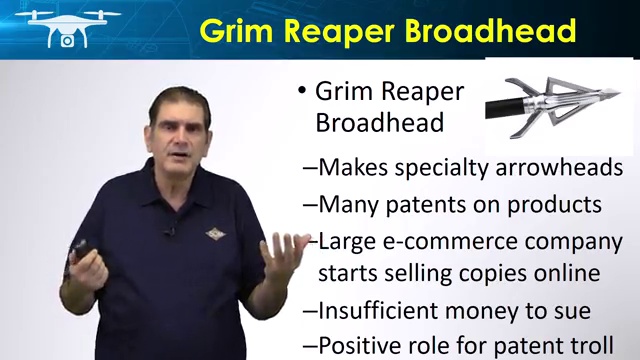 Grim Reaper Broadhead
• Grim Reaper
Broadhead
–Makes specialty arrowheads
–Many patents on products
–Large e-commerce company
starts selling copies online
–Insufficient money to sue
–Positive role for patent troll